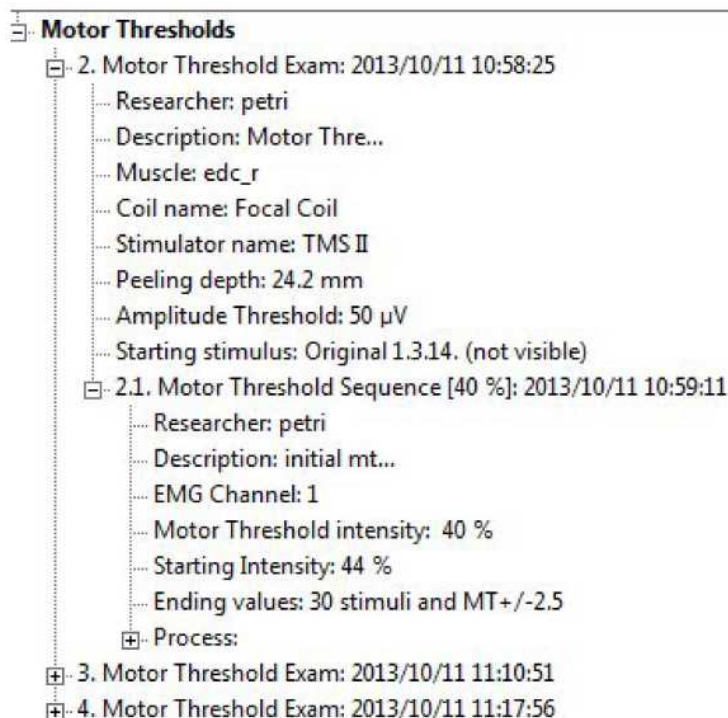 Motor Thresholds
2. Motor Threshold Exam: 2013/10/11 10:58:25
Researcher: petri
Description: Motor Thre...
Muscle: edc_r
Coil name: Focal Coil
Stimulator name: TMS II
Peeling depth: 24.2 mm
Amplitude Threshold: 50 µV
Starting stimulus: Original 1.3.14. (not visible)
2.1. Motor Threshold Sequence [40 %]: 2013/10/11 10:59:11
Researcher: petri
Description: initial mt...
EMG Channel: 1
Motor Threshold intensity: 40 %
Starting Intensity: 44 %
Ending values: 30 stimuli and MT+/-2.5
Process:
3. Motor Threshold Exam: 2013/10/11 11:10:51
4. Motor Threshold Exam: 2013/10/11 11:17:56